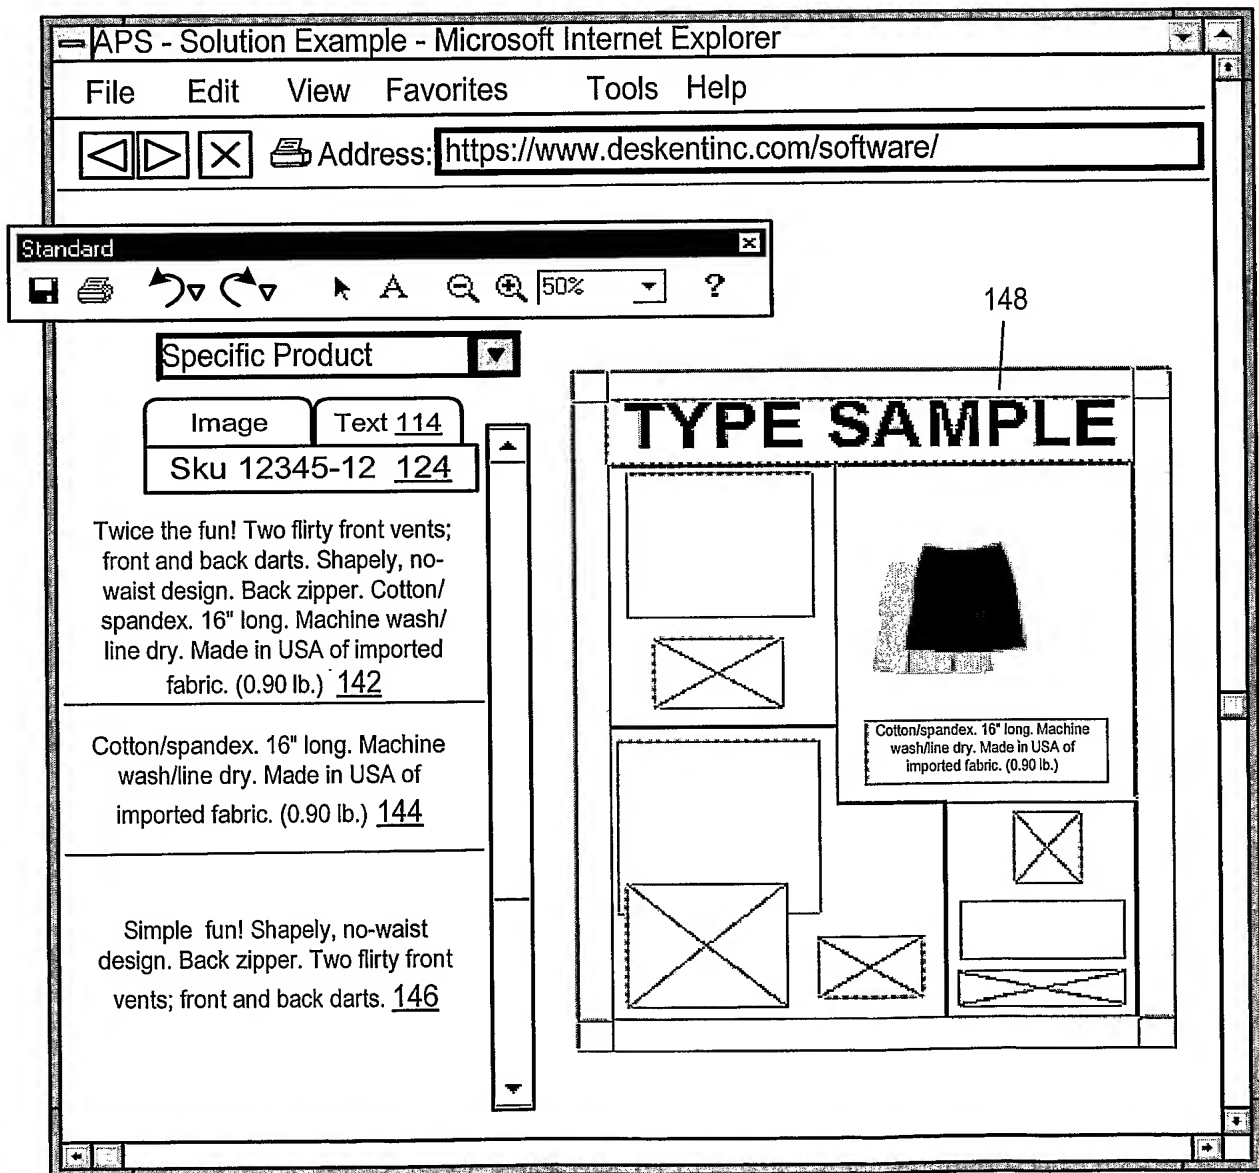 APS - Solution Example - Microsoft Internet Explorer
File Edit View Favorites Tools Help
Address: https://www.deskentinc.com/software/
Standard
A 50% ?
148
Specific Product
Image Text 114
Sku 12345-12 124
TYPE SAMPLE
Twice the fun! Two flirty front vents;
front and back darts. Shapely, no-
waist design. Back zipper. Cotton/
spandex. 16" long. Machine wash/
line dry. Made in USA of imported
fabric. (0.90 lb.) 142
Cotton/spandex. 16" long. Machine
wash/line dry. Made in USA of
imported fabric. (0.90 lb.) 144
Simple fun! Shapely, no-waist
design. Back zipper. Two flirty front
vents; front and back darts. 146
Cotton/spandex. 16" long. Machine
wash/line dry. Made in USA of
imported fabric. (0.90 lb.)